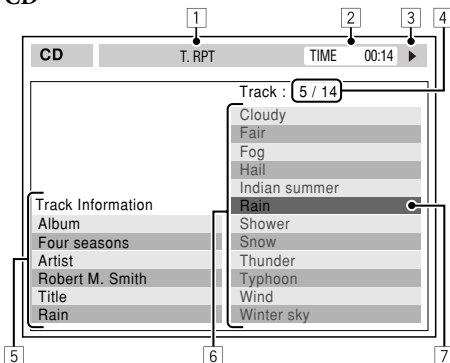 CD
1 2 3 4
CD T. RPT TIME 00:14
Track : 5 / 14
Cloudy
Fair
Fog
Hail
Indian summer
Rain
Shower
Snow
Thunder
Typhoon
Wind
Winter sky
Track Information
Album
Four seasons
Artist
Robert M. Smith
Title
Rain
5 6 7